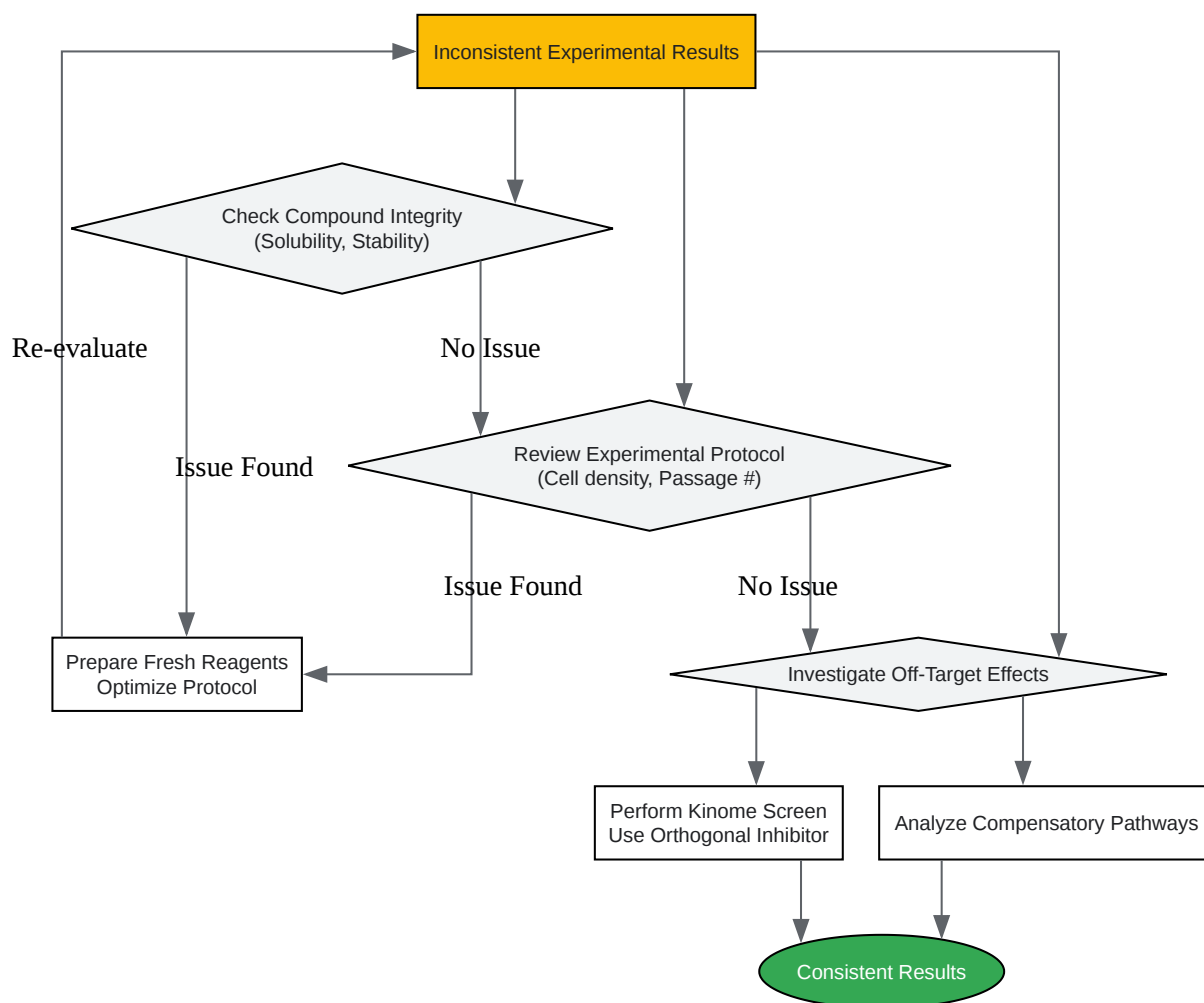 Inconsistent Experimental Results
Check Compound Integrity
(Solubility, Stability)
Re-evaluate
No Issue
Review Experimental Protocol
(Cell density, Passage #)
Issue Found
Issue Found
No Issue
Prepare Fresh Reagents
Optimize Protocol
Investigate Off-Target Effects
Perform Kinome Screen
Use Orthogonal Inhibitor
Analyze Compensatory Pathways
Consistent Results